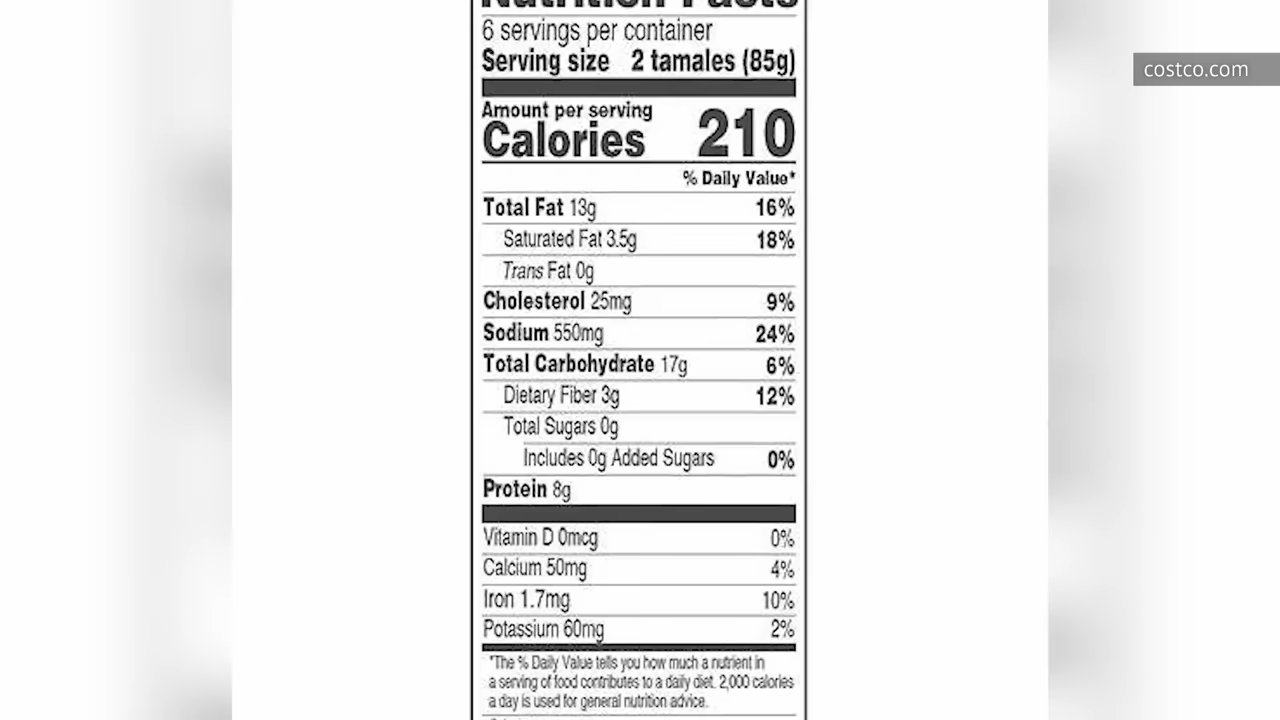 Nutrition Facts
costco.com
6 servings per container
Serving size 2 tamales (85g)
Amount per serving
Calories 210
% Daily Value*
Total Fat 13g 16%
Saturated Fat 3.5g 18%
Trans Fat 0g
Cholesterol 25mg 9%
Sodium 550mg 24%
Total Carbohydrate 17g 6%
Dietary Fiber 3g 12%
Total Sugars 0g
Includes 0g Added Sugars 0%
Protein 8g
Vitamin D 0mcg 0%
Calcium 50mg 4%
Iron 1.7mg 10%
Potassium 60mg 2%
*The % Daily Value tells you how much a nutrient in
a serving of food contributes to a daily diet. 2,000 calories
a day is used for general nutrition advice.